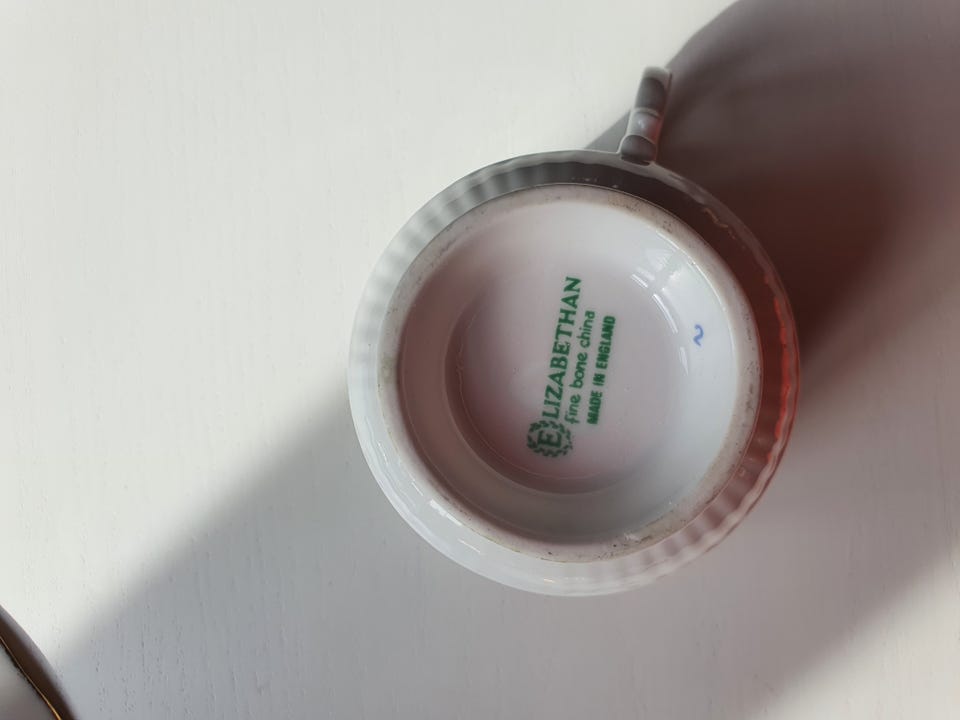 ELIZABETHAN
fine bone china
MADE IN ENGLAND
2